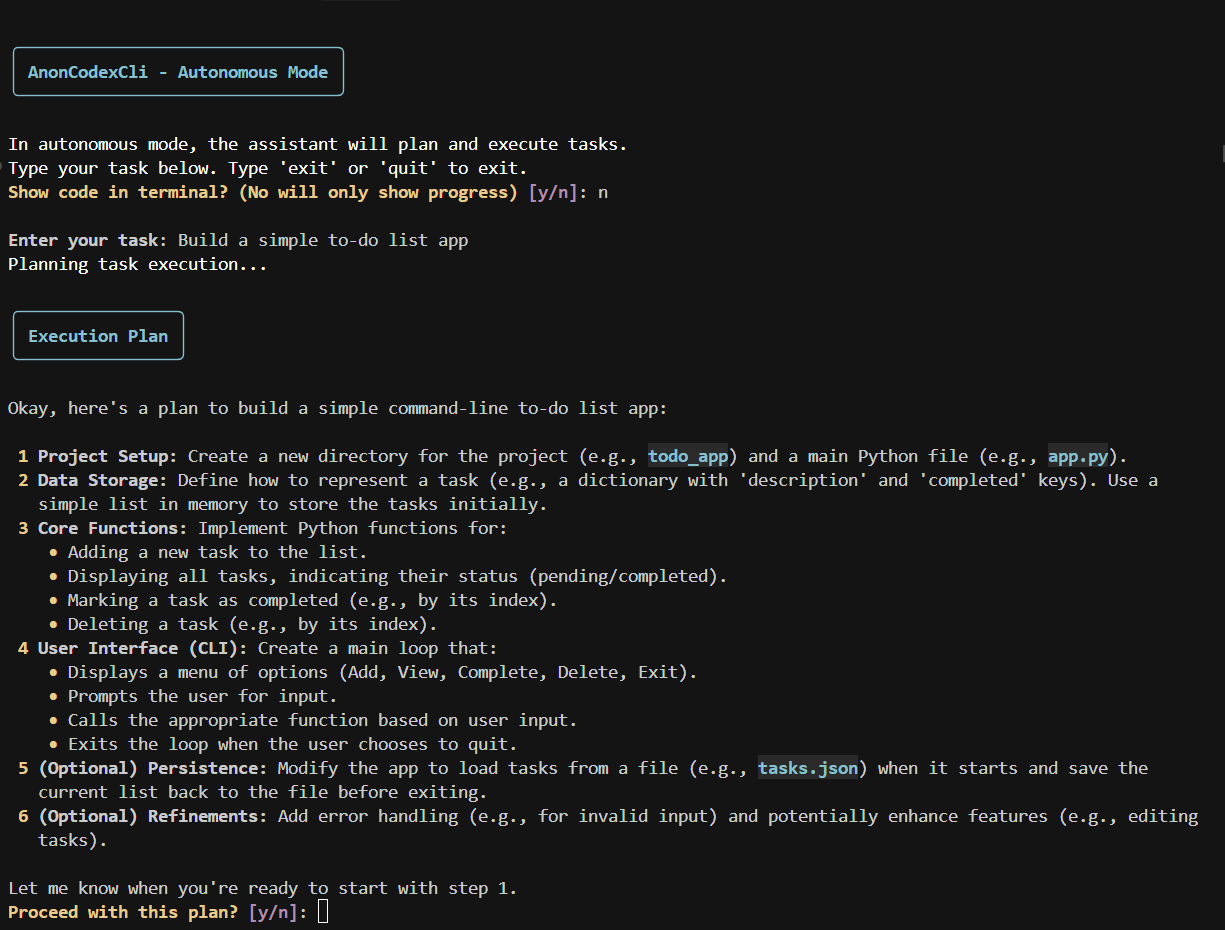 AnonCodexCli - Autonomous Mode
In autonomous mode, the assistant will plan and execute tasks.
Type your task below. Type 'exit' or 'quit' to exit.
Show code in terminal? (No will only show progress) [y/n]: n
Enter your task: Build a simple to-do list app
Planning task execution...
Execution Plan
Okay, here's a plan to build a simple command-line to-do list app:
1 Project Setup: Create a new directory for the project (e.g., todo_app) and a main Python file (e.g., app.py).
2 Data Storage: Define how to represent a task (e.g., a dictionary with 'description' and 'completed' keys). Use a
simple list in memory to store the tasks initially.
3 Core Functions: Implement Python functions for:
• Adding a new task to the list.
• Displaying all tasks, indicating their status (pending/completed).
• Marking a task as completed (e.g., by its index).
• Deleting a task (e.g., by its index).
4 User Interface (CLI): Create a main loop that:
• Displays a menu of options (Add, View, Complete, Delete, Exit).
• Prompts the user for input.
• Calls the appropriate function based on user input.
• Exits the loop when the user chooses to quit.
5 (Optional) Persistence: Modify the app to load tasks from a file (e.g., tasks.json) when it starts and save the
current list back to the file before exiting.
6 (Optional) Refinements: Add error handling (e.g., for invalid input) and potentially enhance features (e.g., editing
tasks).
Let me know when you're ready to start with step 1.
Proceed with this plan? [y/n]: